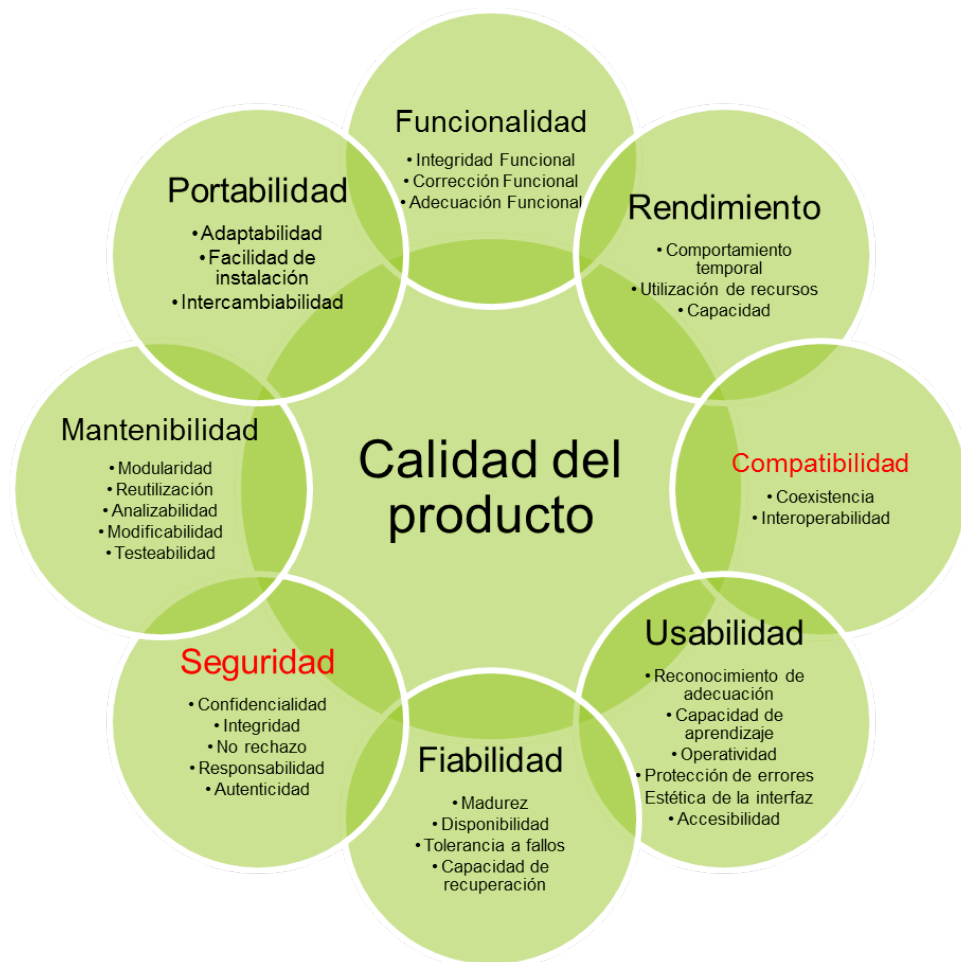 Funcionalidad
• Integridad Funcional
• Corrección Funcional
• Adecuación Funcional
Rendimiento
• Comportamiento
temporal
• Utilización de recursos
• Capacidad
Compatibilidad
• Coexistencia
• Interoperabilidad
Usabilidad
• Reconocimiento de
adecuación
• Capacidad de
aprendizaje
• Operatividad
• Protección de errores
Estética de la interfaz
• Accesibilidad
Fiabilidad
• Madurez
• Disponibilidad
• Tolerancia a fallos
• Capacidad de
recuperación
Seguridad
• Confidencialidad
• Integridad
• No rechazo
• Responsabilidad
• Autenticidad
Mantenibilidad
• Modularidad
• Reutilización
• Analizabilidad
• Modificabilidad
• Testeabilidad
Portabilidad
• Adaptabilidad
• Facilidad de
instalación
• Intercambiabilidad
Calidad del
producto